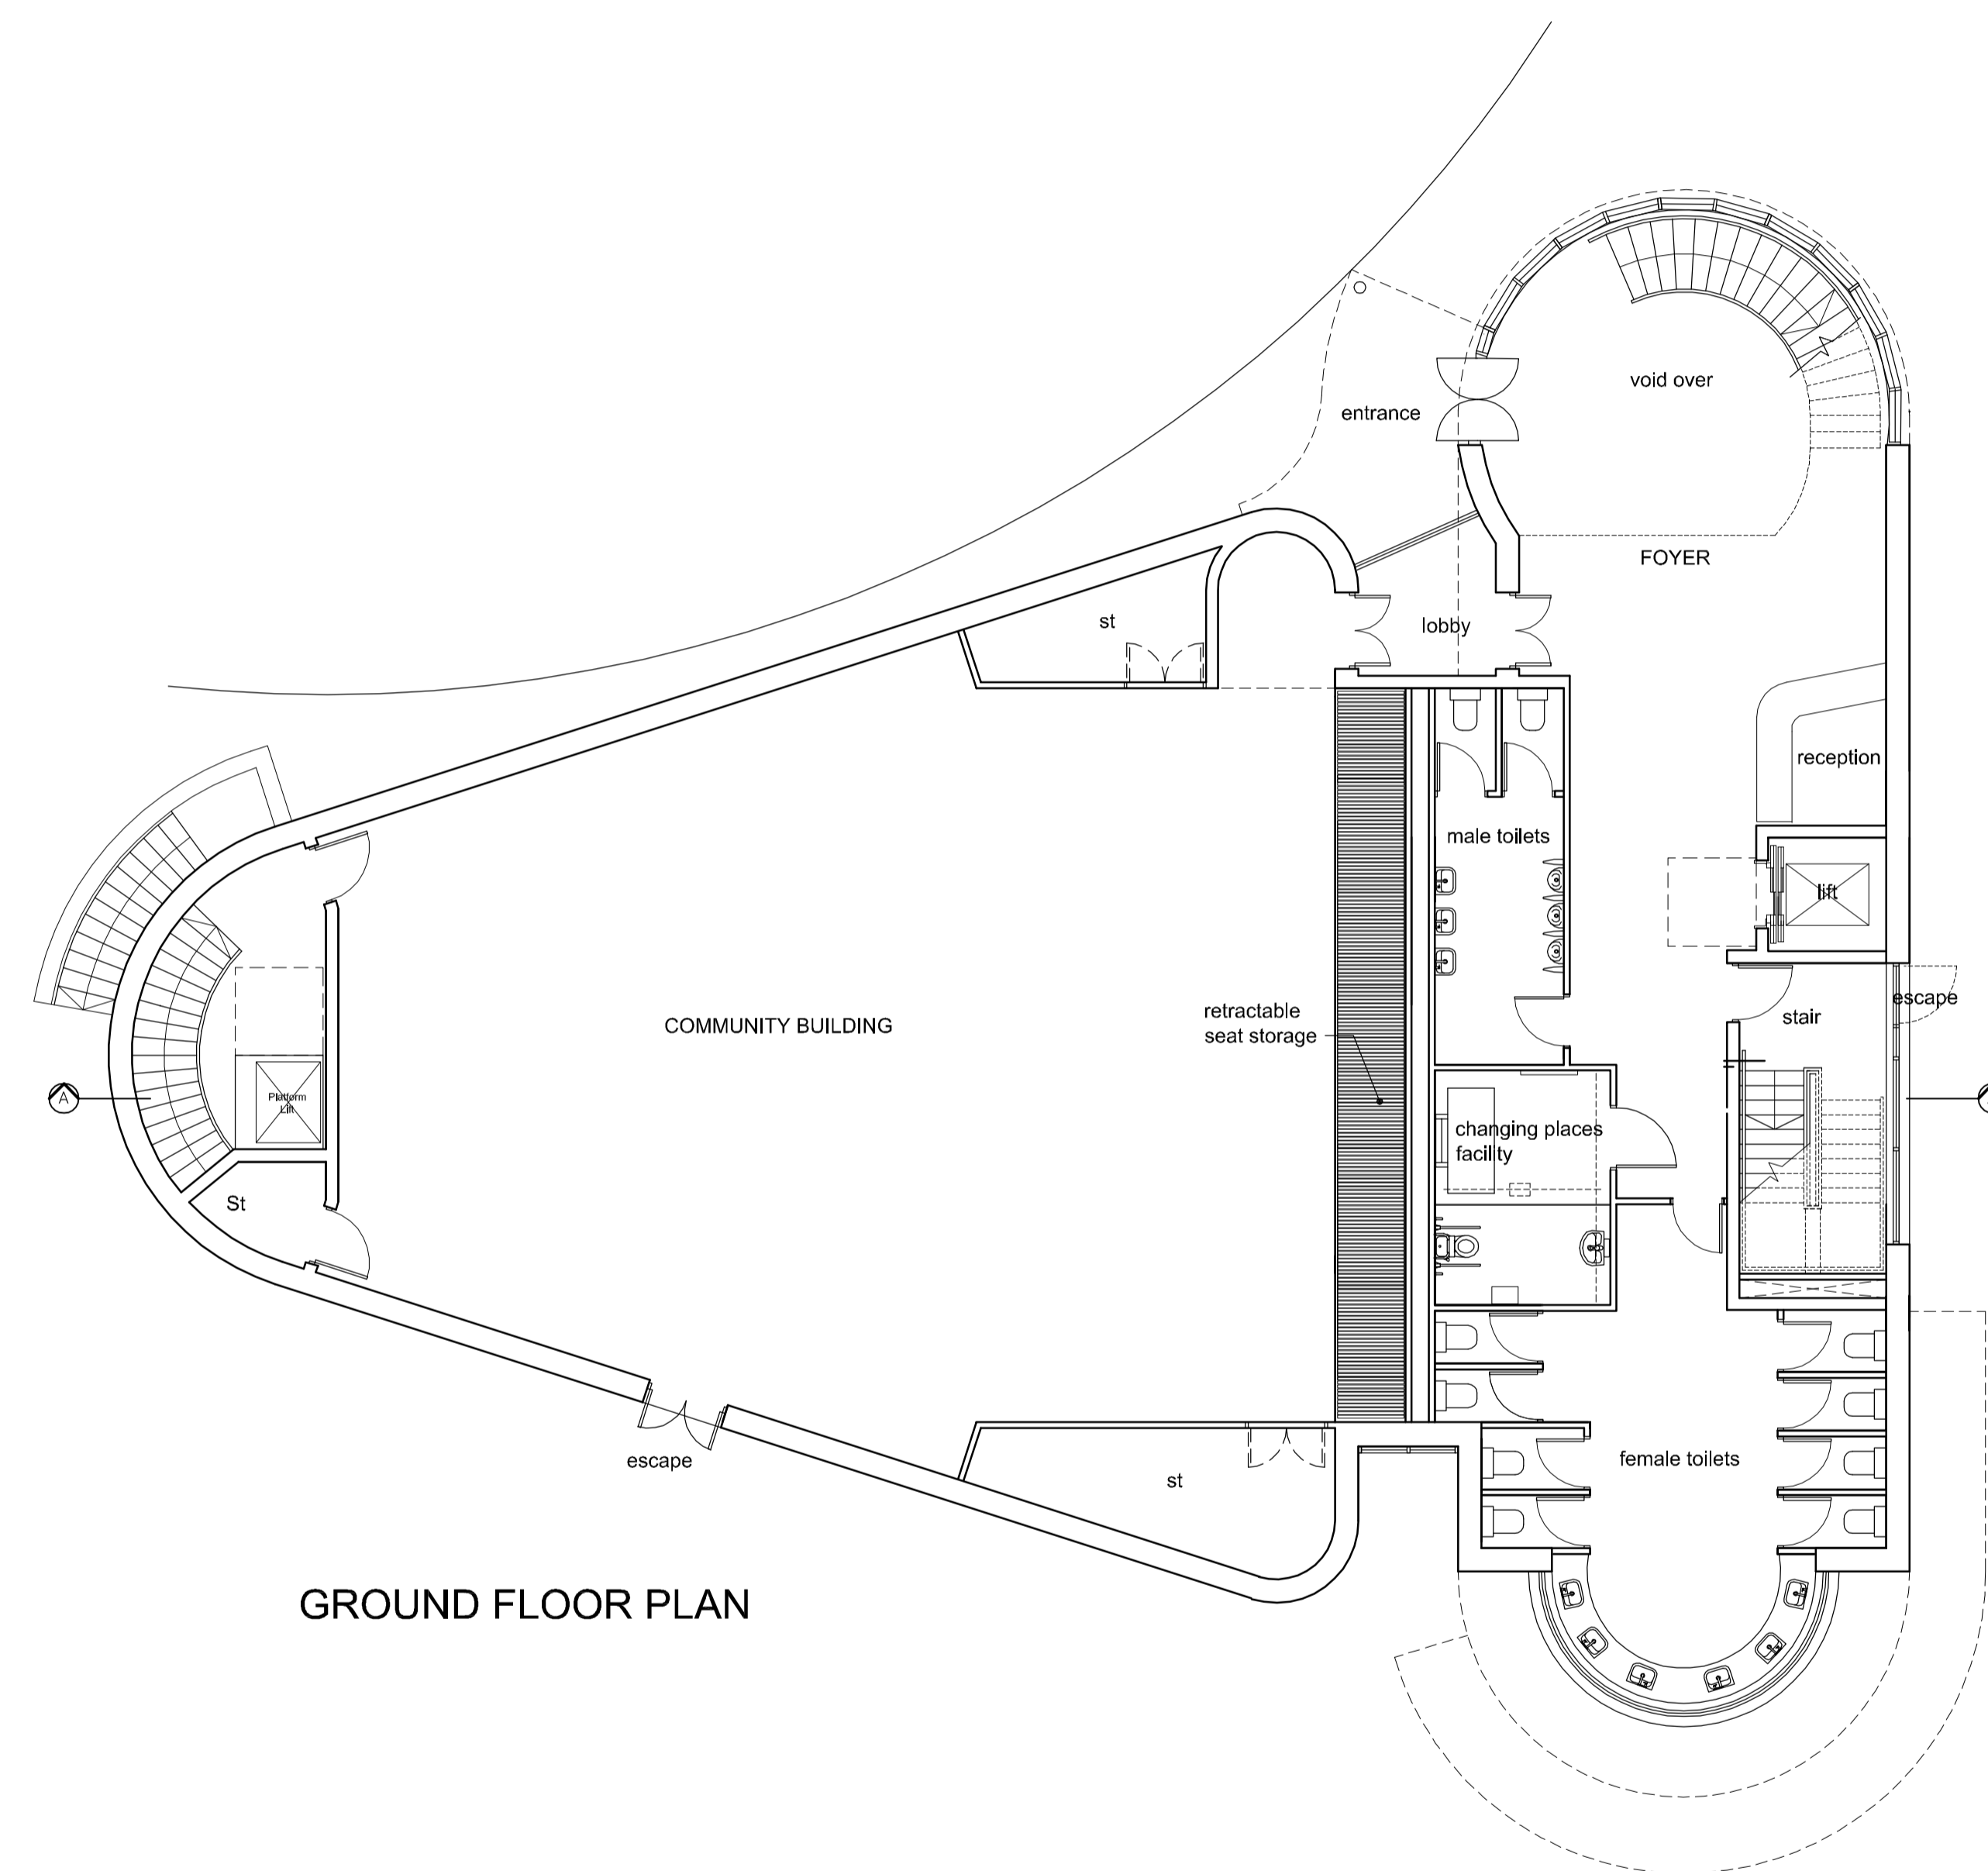 void over
entrance
FOYER
st
lobby
reception
male toilets
lift
escape
retractable
seat storage
COMMUNITY BUILDING
stair
Platform
Lift
A
changing places
facility
St
escape
female toilets
st
GROUND FLOOR PLAN